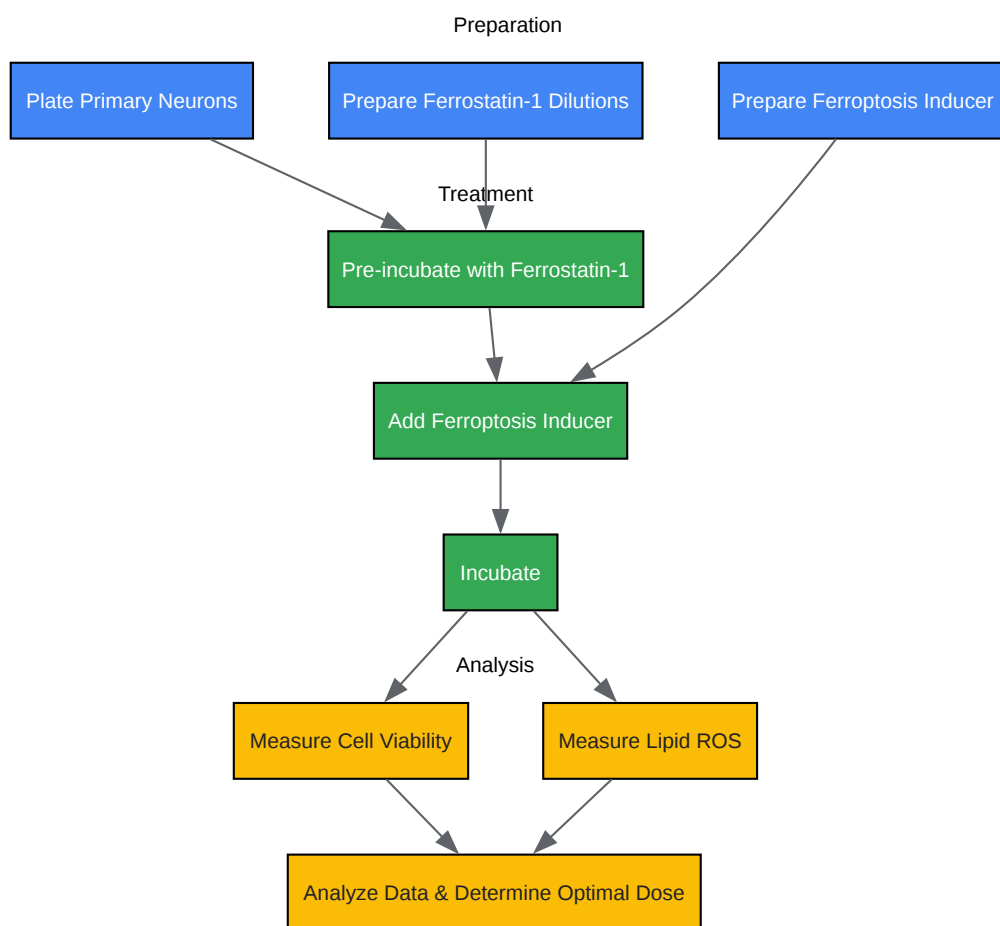 Preparation
Plate Primary Neurons
Prepare Ferrostatin-1 Dilutions
Prepare Ferroptosis Inducer
Treatment
Pre-incubate with Ferrostatin-1
Add Ferroptosis Inducer
Incubate
Analysis
Measure Cell Viability
Measure Lipid ROS
Analyze Data & Determine Optimal Dose